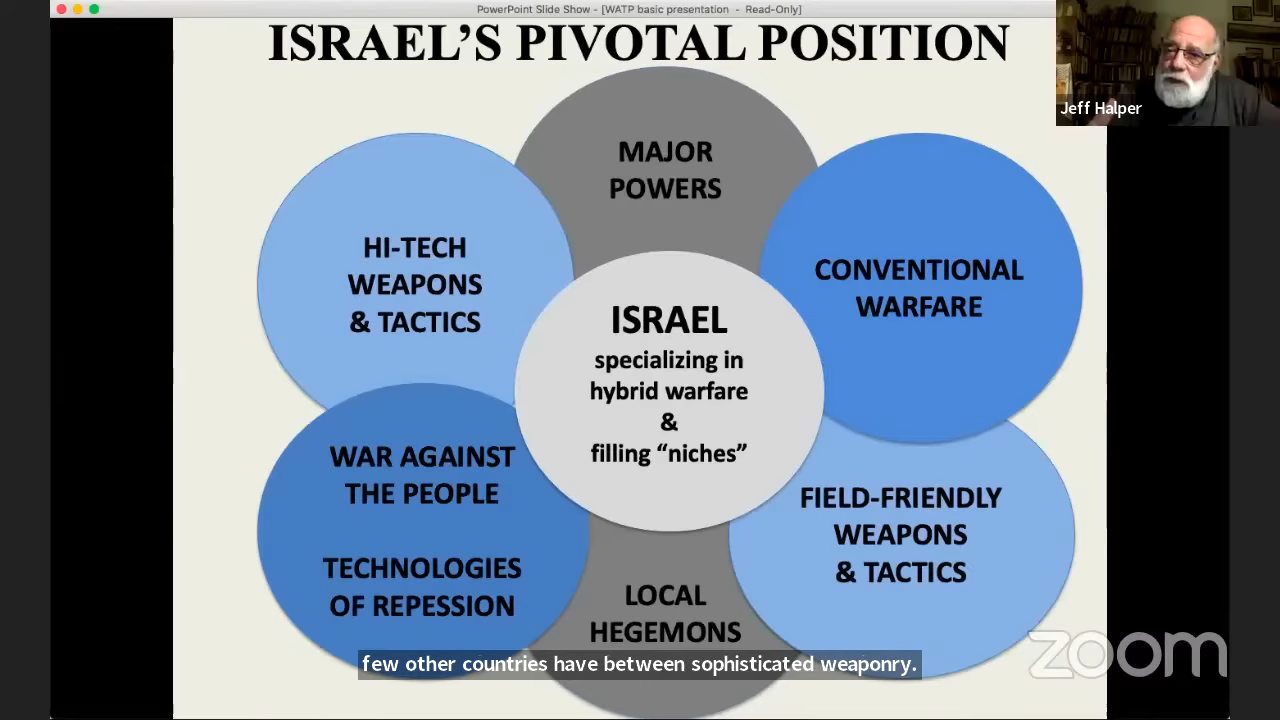 PowerPoint Slide Show - [WATP basic presentation - Read-Only]
ISRAEL'S PIVOTAL POSITION
Jeff Halper
MAJOR
POWERS
HI-TECH
WEAPONS
& TACTICS
CONVENTIONAL
WARFARE
ISRAEL
specializing in
hybrid warfare
&
filling “niches”
WAR AGAINST
THE PEOPLE
TECHNOLOGIES
OF REPRESSION
FIELD-FRIENDLY
WEAPONS
& TACTICS
LOCAL
HEGEMONS
few other countries have between sophisticated weaponry.
zoom